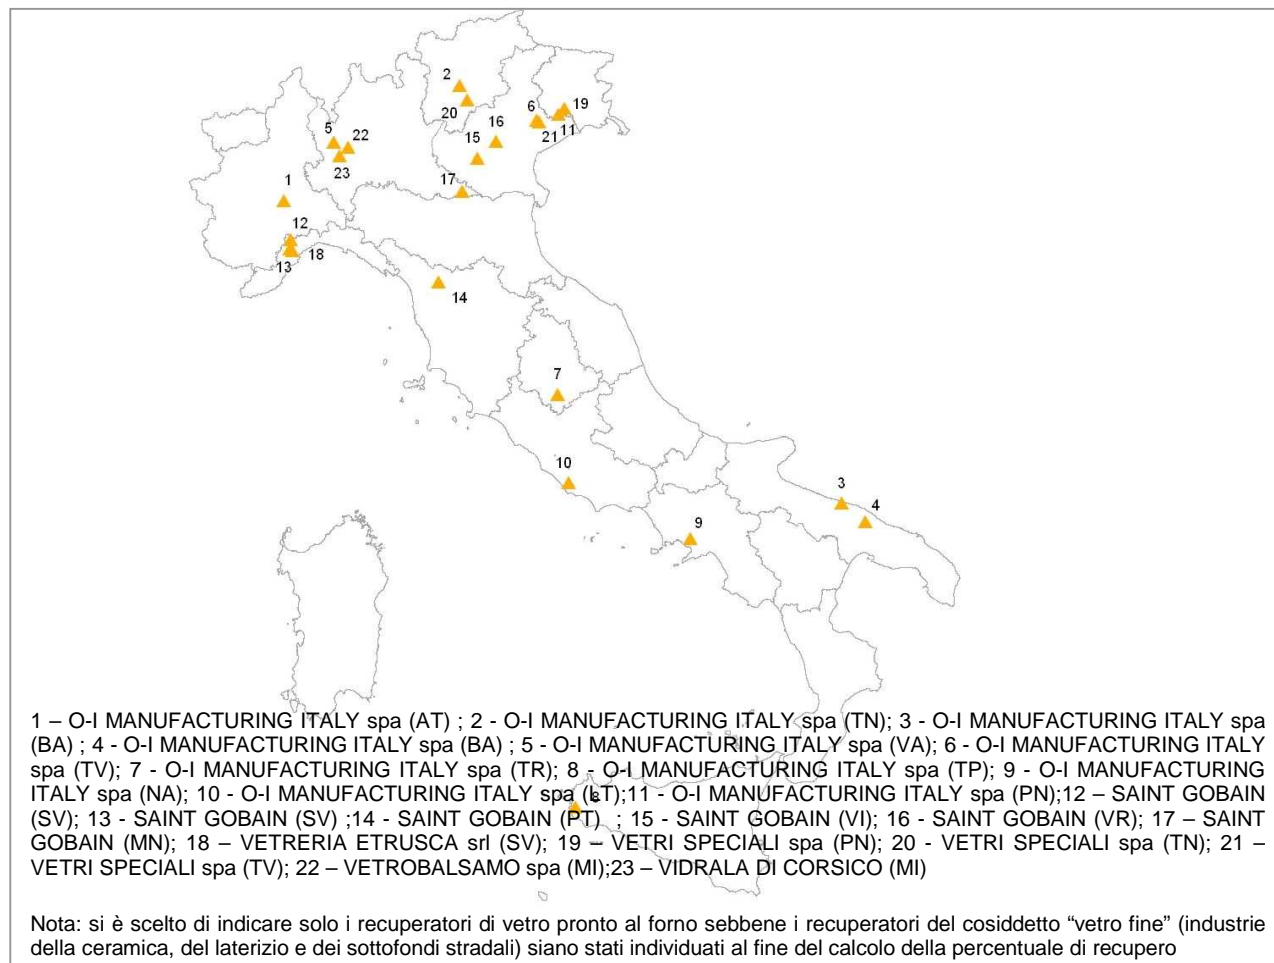 2
20
6
19
16
11
21
5
22
15
23
17
1
12
18
13
14
7
10
3
4
9
8
1 – O-I MANUFACTURING ITALY spa (AT) ; 2 - O-I MANUFACTURING ITALY spa (TN); 3 - O-I MANUFACTURING ITALY spa
(BA) ; 4 - O-I MANUFACTURING ITALY spa (BA) ; 5 - O-I MANUFACTURING ITALY spa (VA); 6 - O-I MANUFACTURING ITALY
spa (TV); 7 - O-I MANUFACTURING ITALY spa (TR); 8 - O-I MANUFACTURING ITALY spa (TP); 9 - O-I MANUFACTURING
ITALY spa (NA); 10 - O-I MANUFACTURING ITALY spa (LT);11 - O-I MANUFACTURING ITALY spa (PN);12 – SAINT GOBAIN
(SV); 13 - SAINT GOBAIN (SV) ;14 - SAINT GOBAIN (PT) ; 15 - SAINT GOBAIN (VI); 16 - SAINT GOBAIN (VR); 17 – SAINT
GOBAIN (MN); 18 – VETRERIA ETRUSCA srl (SV); 19 – VETRI SPECIALI spa (PN); 20 - VETRI SPECIALI spa (TN); 21 –
VETRI SPECIALI spa (TV); 22 – VETROBALSAMO spa (MI);23 – VIDRALA DI CORSICO (MI)
Nota: si è scelto di indicare solo i recuperatori di vetro pronto al forno sebbene i recuperatori del cosiddetto “vetro fine” (industrie
della ceramica, del laterizio e dei sottofondi stradali) siano stati individuati al fine del calcolo della percentuale di recupero